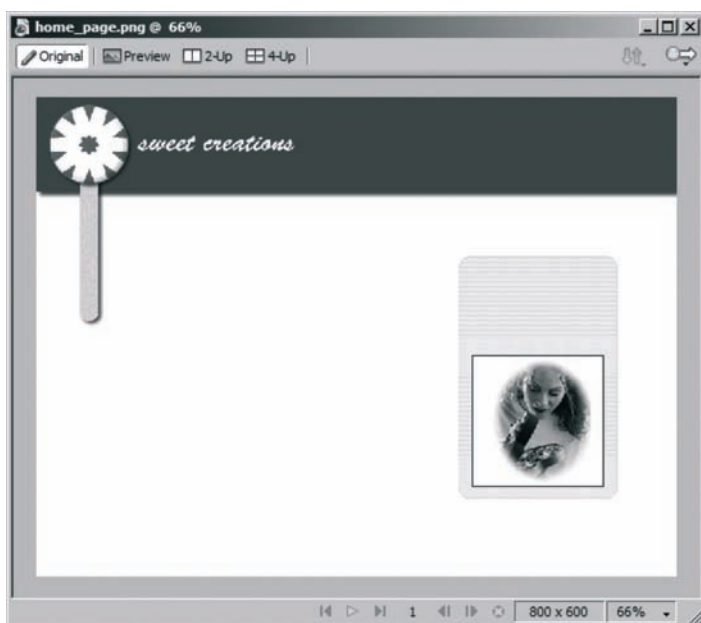 home_page.png @ 66%
Original Preview 2-Up 4-Up
sweet creations
1 800 x 600 66%